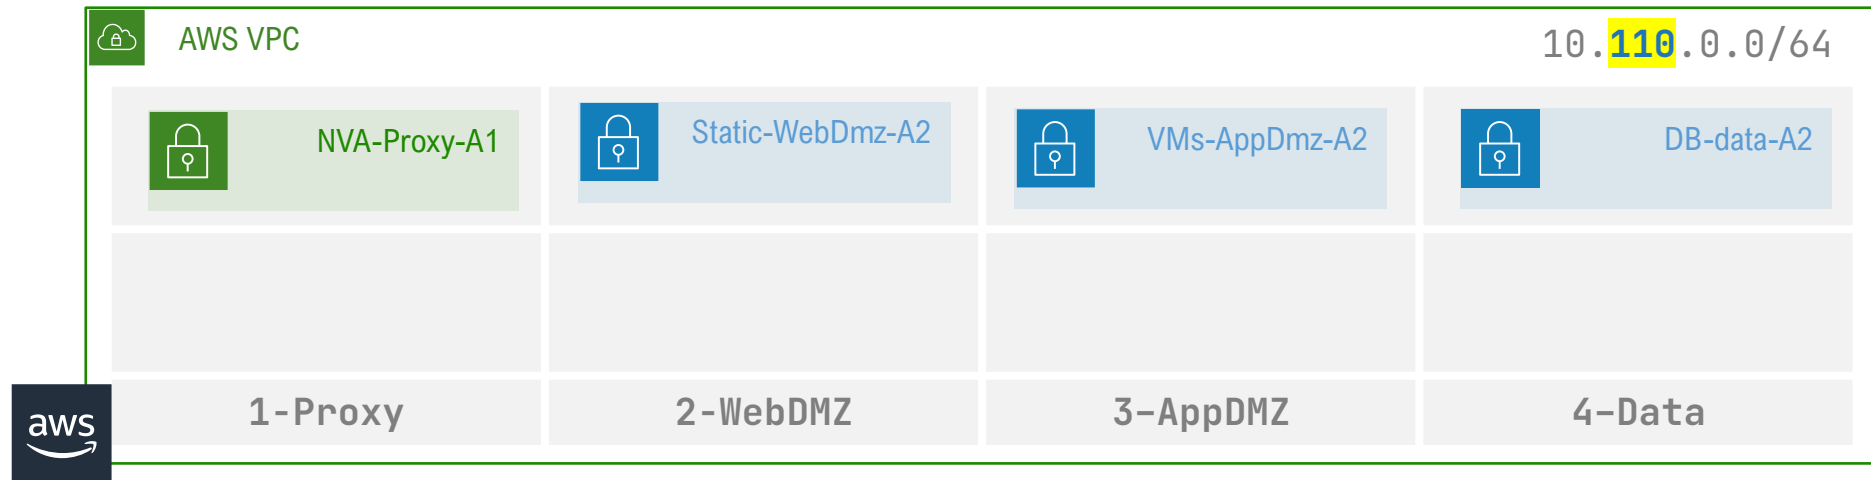 AWS VPC
10.110.0.0/64
NVA-Proxy-A1
Static-WebDmz-A2
VMs-AppDmz-A2
DB-data-A2
1-Proxy
2-WebDMZ
3-AppDMZ
4-Data
aws